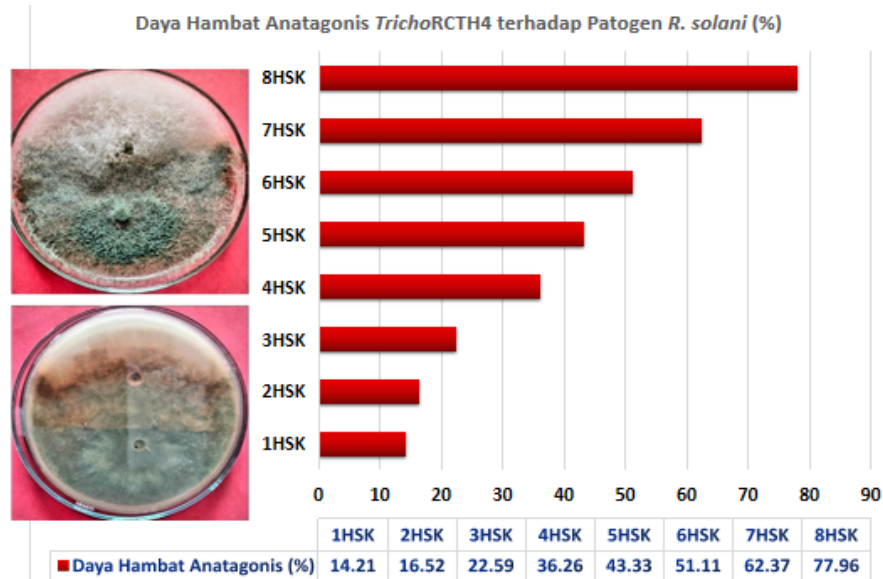 Daya Hambat Anatagonis TrichoRCTH4 terhadap Patogen R. solani (%)
8HSK
7HSK
6HSK
5HSK
4HSK
3HSK
2HSK
1HSK
0 10 20 30 40 50 60 70 80 90
1HSK 2HSK 3HSK 4HSK 5HSK 6HSK 7HSK 8HSK
Daya Hambat Anatagonis (%) 14.21 16.52 22.59 36.26 43.33 51.11 62.37 77.96